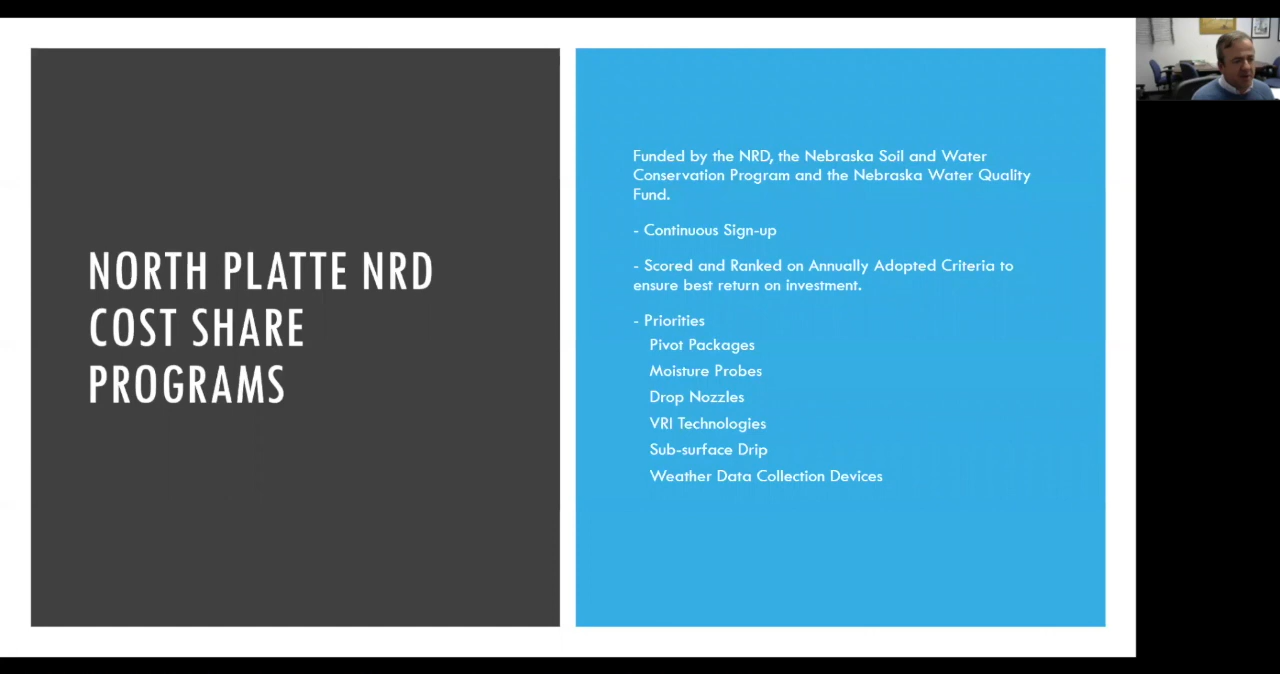 NORTH PLATTE NRD
COST SHARE
PROGRAMS
Funded by the NRD, the Nebraska Soil and Water
Conservation Program and the Nebraska Water Quality
Fund.
- Continuous Sign-up
- Scored and Ranked on Annually Adopted Criteria to
ensure best return on investment.
- Priorities
Pivot Packages
Moisture Probes
Drop Nozzles
VRI Technologies
Sub-surface Drip
Weather Data Collection Devices